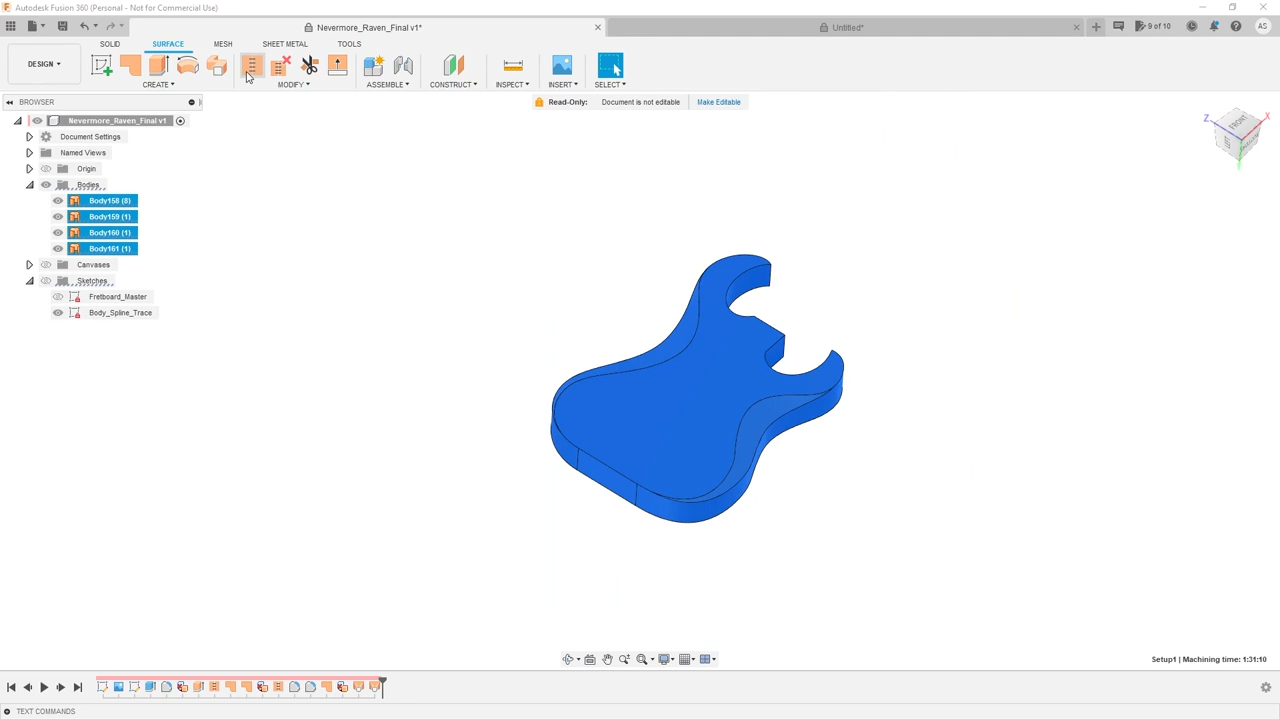 Autodesk Fusion 360 (Personal - Not for Commercial Use)
Nevermore_Raven_Final v1*
Untitled*
9 of 10
AS
DESIGN
SOLID
SURFACE
MESH
SHEET METAL
TOOLS
CREATE
MODIFY
ASSEMBLE
CONSTRUCT
INSPECT
INSERT
SELECT
BROWSER
Read-Only: Document is not editable Make Editable
Nevermore_Raven_Final v1
Document Settings
Named Views
Origin
Bodies
Body158 (8)
Body159 (1)
Body160 (1)
Body161 (1)
Canvases
Sketches
Fretboard_Master
Body_Spline_Trace
Z
X
FRONT
Setup1 | Machining time: 1:31:10
TEXT COMMANDS